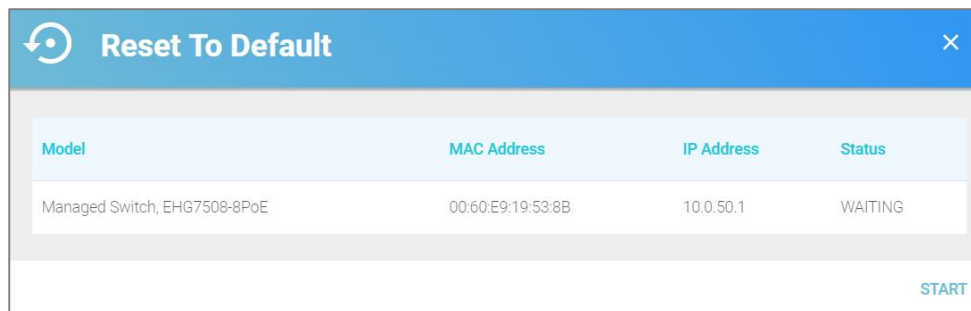 Reset To Default
Model MAC Address IP Address Status
Managed Switch, EHG7508-8PoE 00:60:E9:19:53:8B 10.0.50.1 WAITING
START